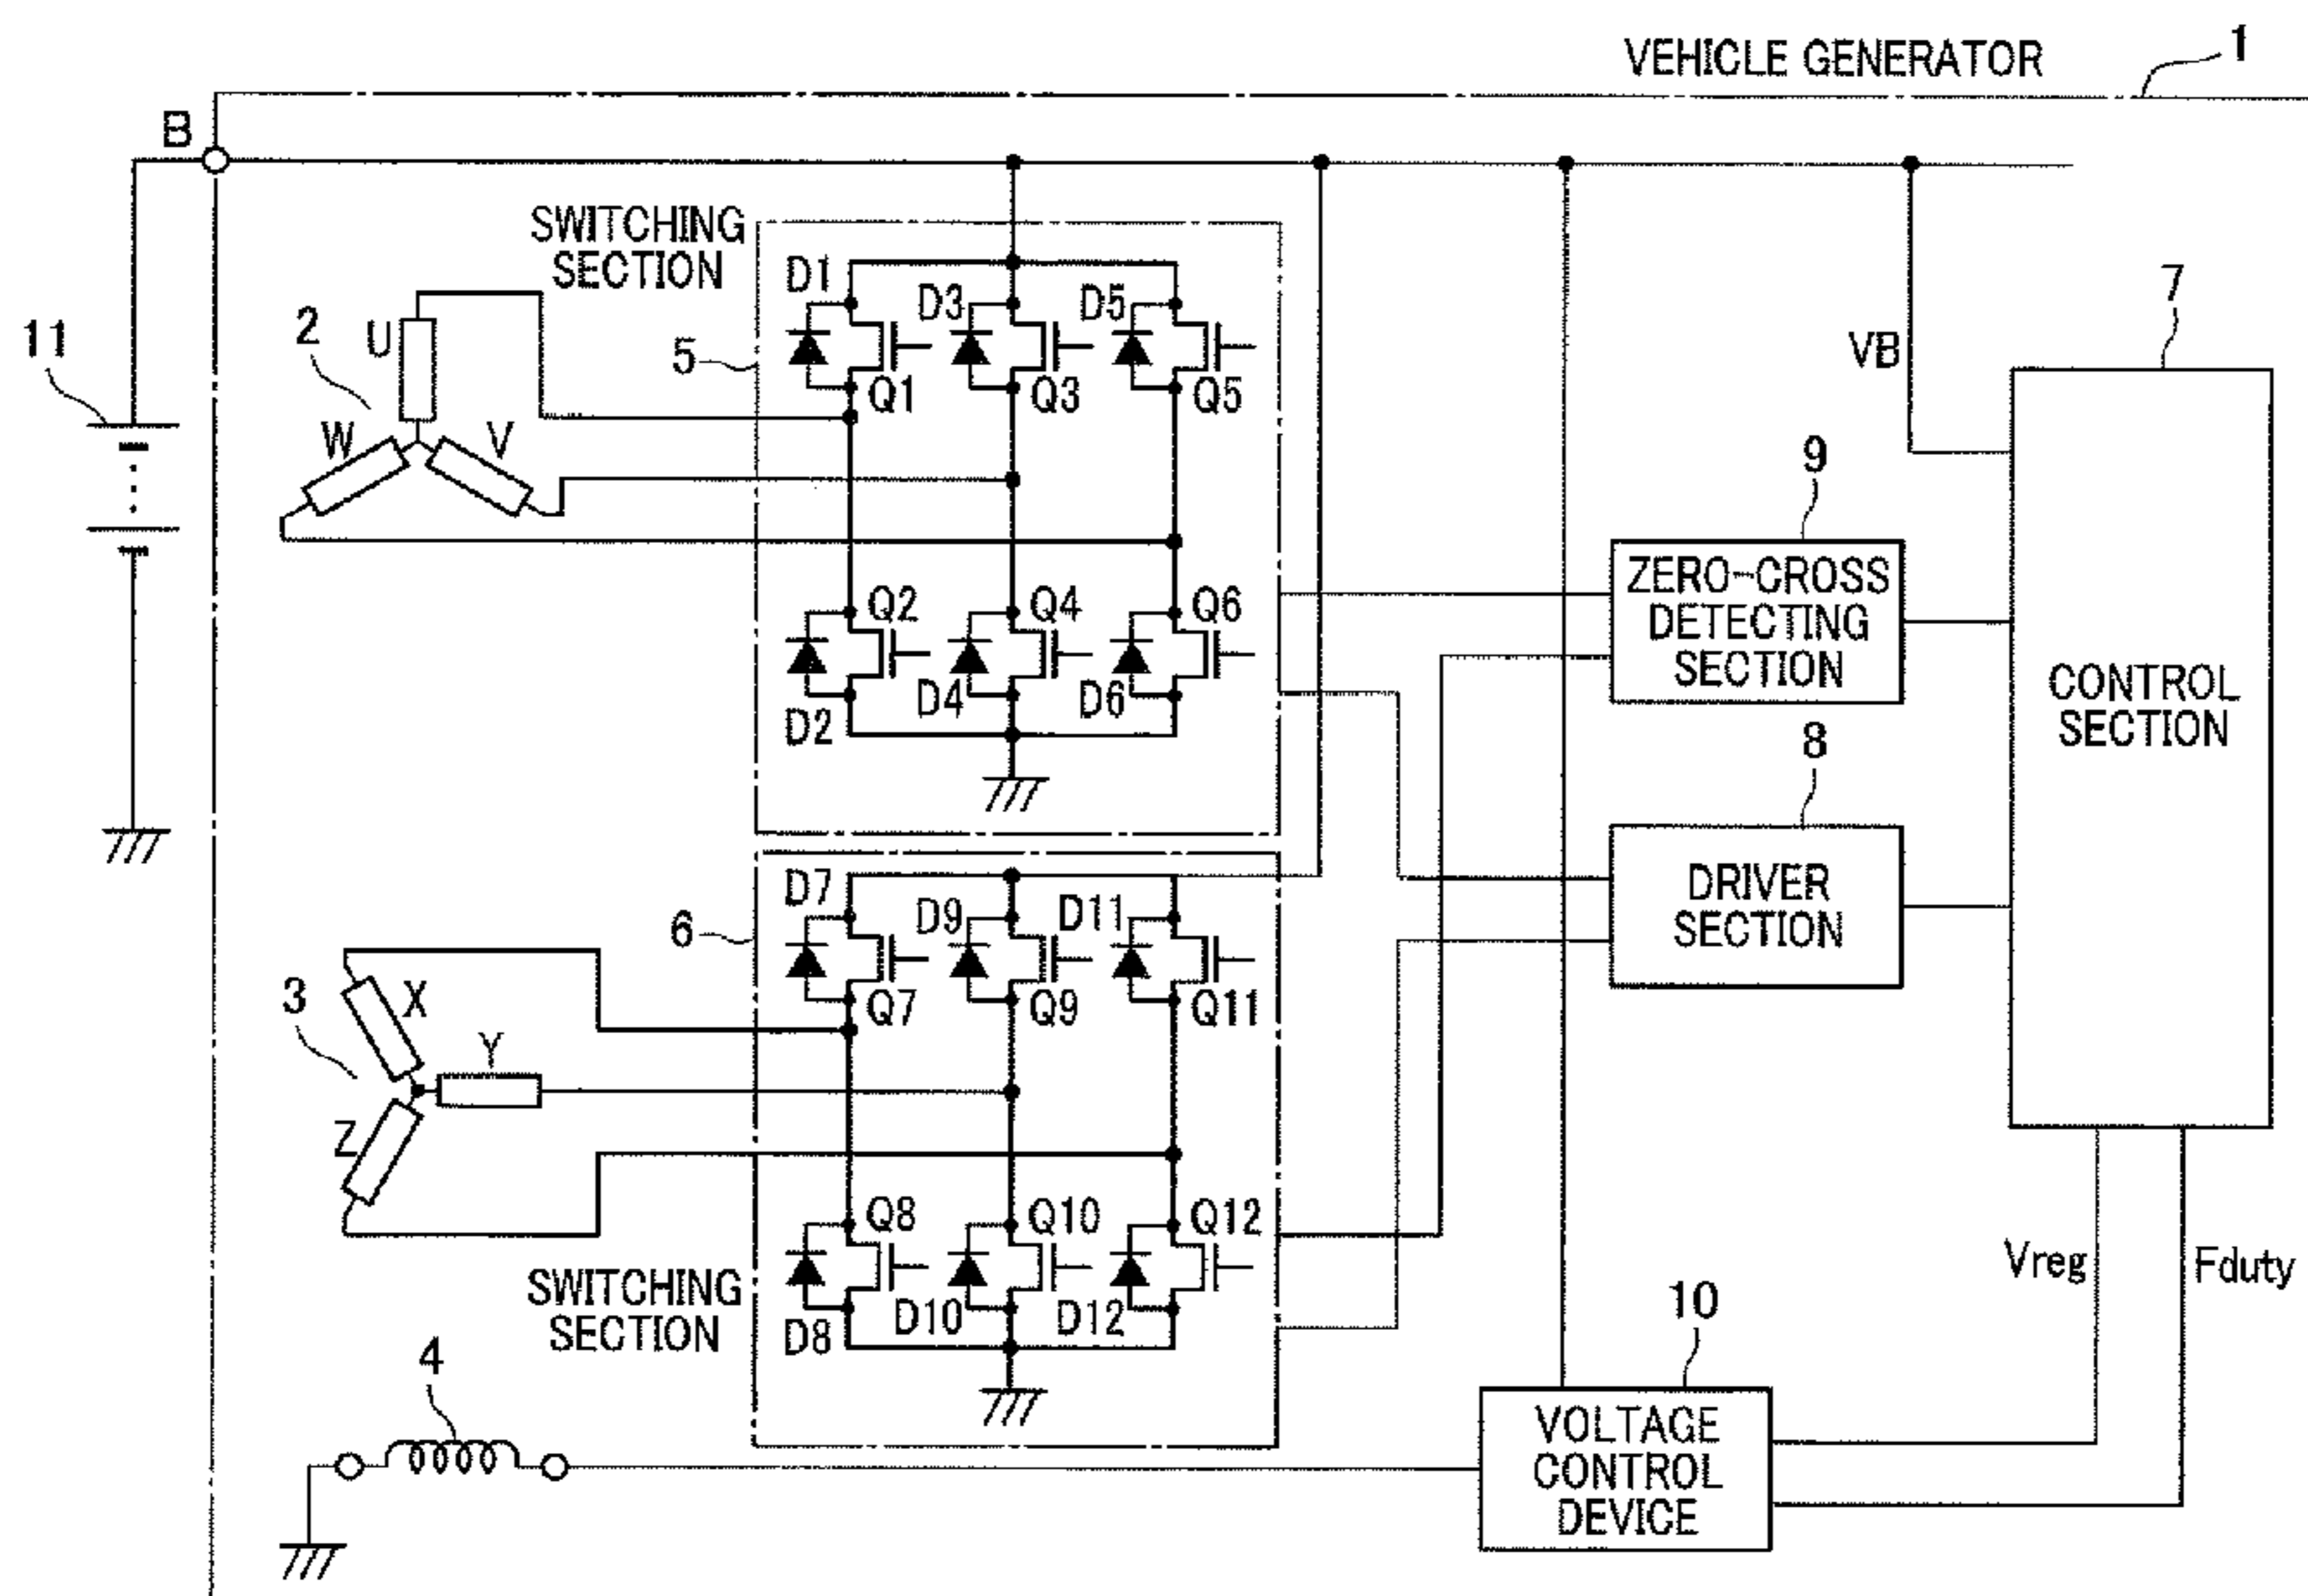 VEHICLE GENERATOR
1
B
SWITCHING
SECTION
D1
D3
D5
7
11
2
U
5
VB
Q1
Q3
Q5
W
V
9
ZERO-CROSS
DETECTING
SECTION
Q2
Q4
Q6
D2
D4
D6
CONTROL
SECTION
8
DRIVER
SECTION
D7
D9
D11
6
3
X
Q7
Q9
Q11
Y
Z
Q8
Q10
Q12
SWITCHING
SECTION
D8
D10
D12
Vreg
Fduty
10
4
VOLTAGE
CONTROL
DEVICE